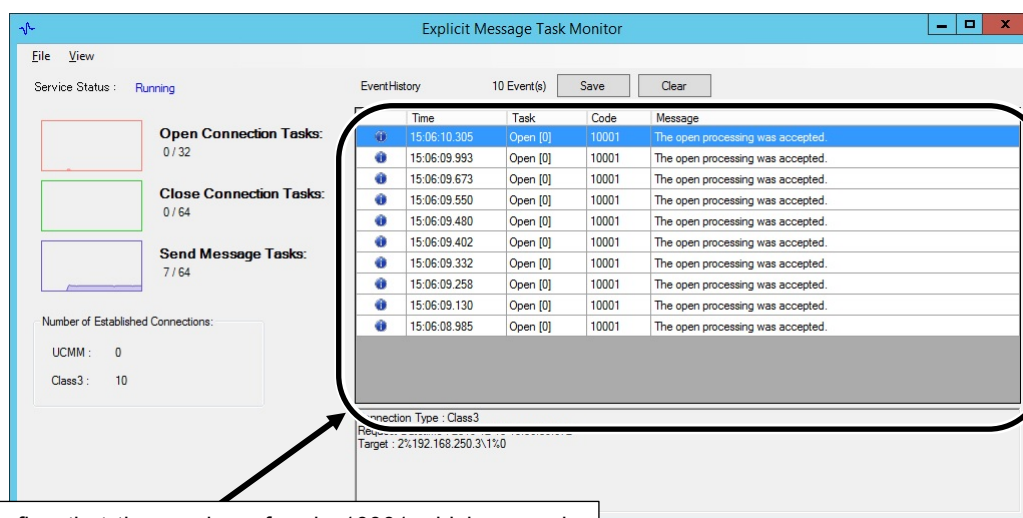 Explicit Message Task Monitor
File View
Service Status : Running
EventHistory 10 Event(s) Save Clear
Open Connection Tasks:
0 / 32
Close Connection Tasks:
0 / 64
Send Message Tasks:
7 / 64
Number of Established Connections:
UCMM : 0
Class3 : 10
Time Task Code Message
15:06:10.305 Open [0] 10001 The open processing was accepted.
15:06:09.993 Open [0] 10001 The open processing was accepted.
15:06:09.673 Open [0] 10001 The open processing was accepted.
15:06:09.550 Open [0] 10001 The open processing was accepted.
15:06:09.480 Open [0] 10001 The open processing was accepted.
15:06:09.402 Open [0] 10001 The open processing was accepted.
15:06:09.332 Open [0] 10001 The open processing was accepted.
15:06:09.258 Open [0] 10001 The open processing was accepted.
15:06:09.130 Open [0] 10001 The open processing was accepted.
15:06:08.985 Open [0] 10001 The open processing was accepted.
Connection Type : Class3
Target : 2%192.168.250.3\1%0